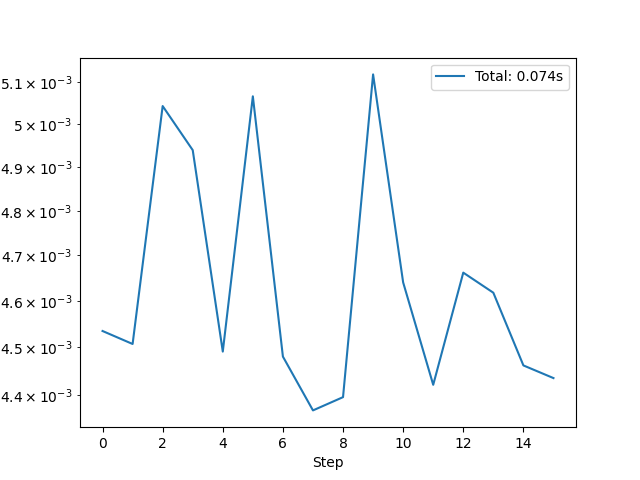 Total: 0.074s
5.1 × 10⁻³
5 × 10⁻³
4.9 × 10⁻³
4.8 × 10⁻³
4.7 × 10⁻³
4.6 × 10⁻³
4.5 × 10⁻³
4.4 × 10⁻³
0 2 4 6 8 10 12 14
Step